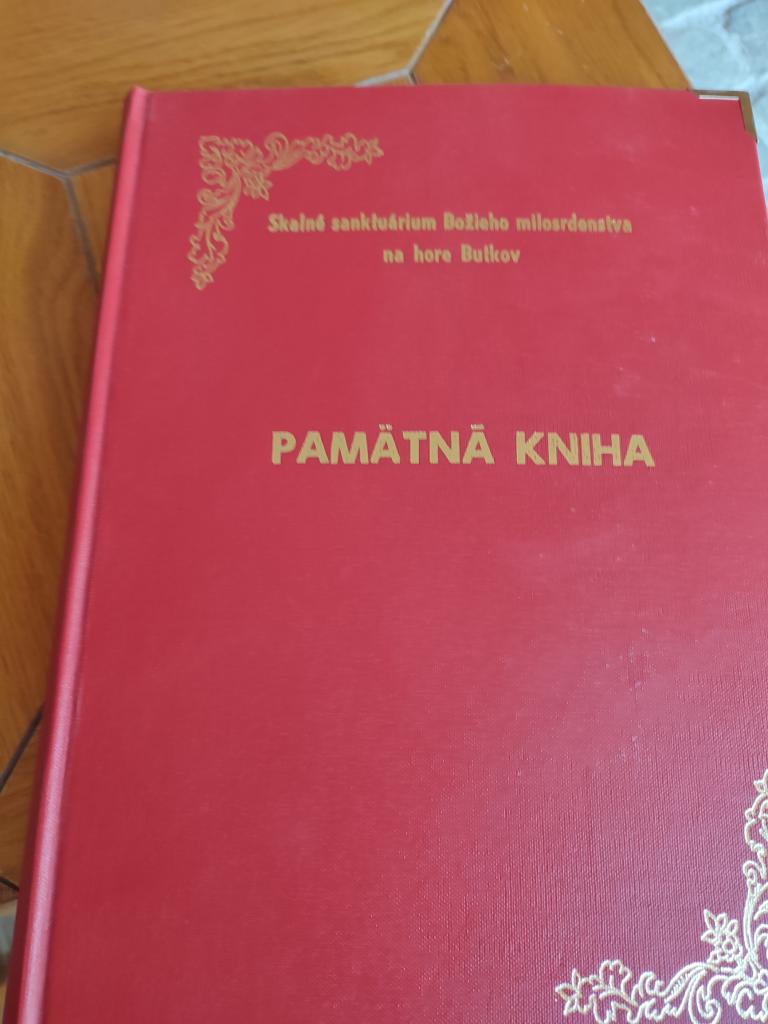 Skalné sanktuárium Božieho milosrdenstva
na hore Butkov
PAMÄTNÁ KNIHA